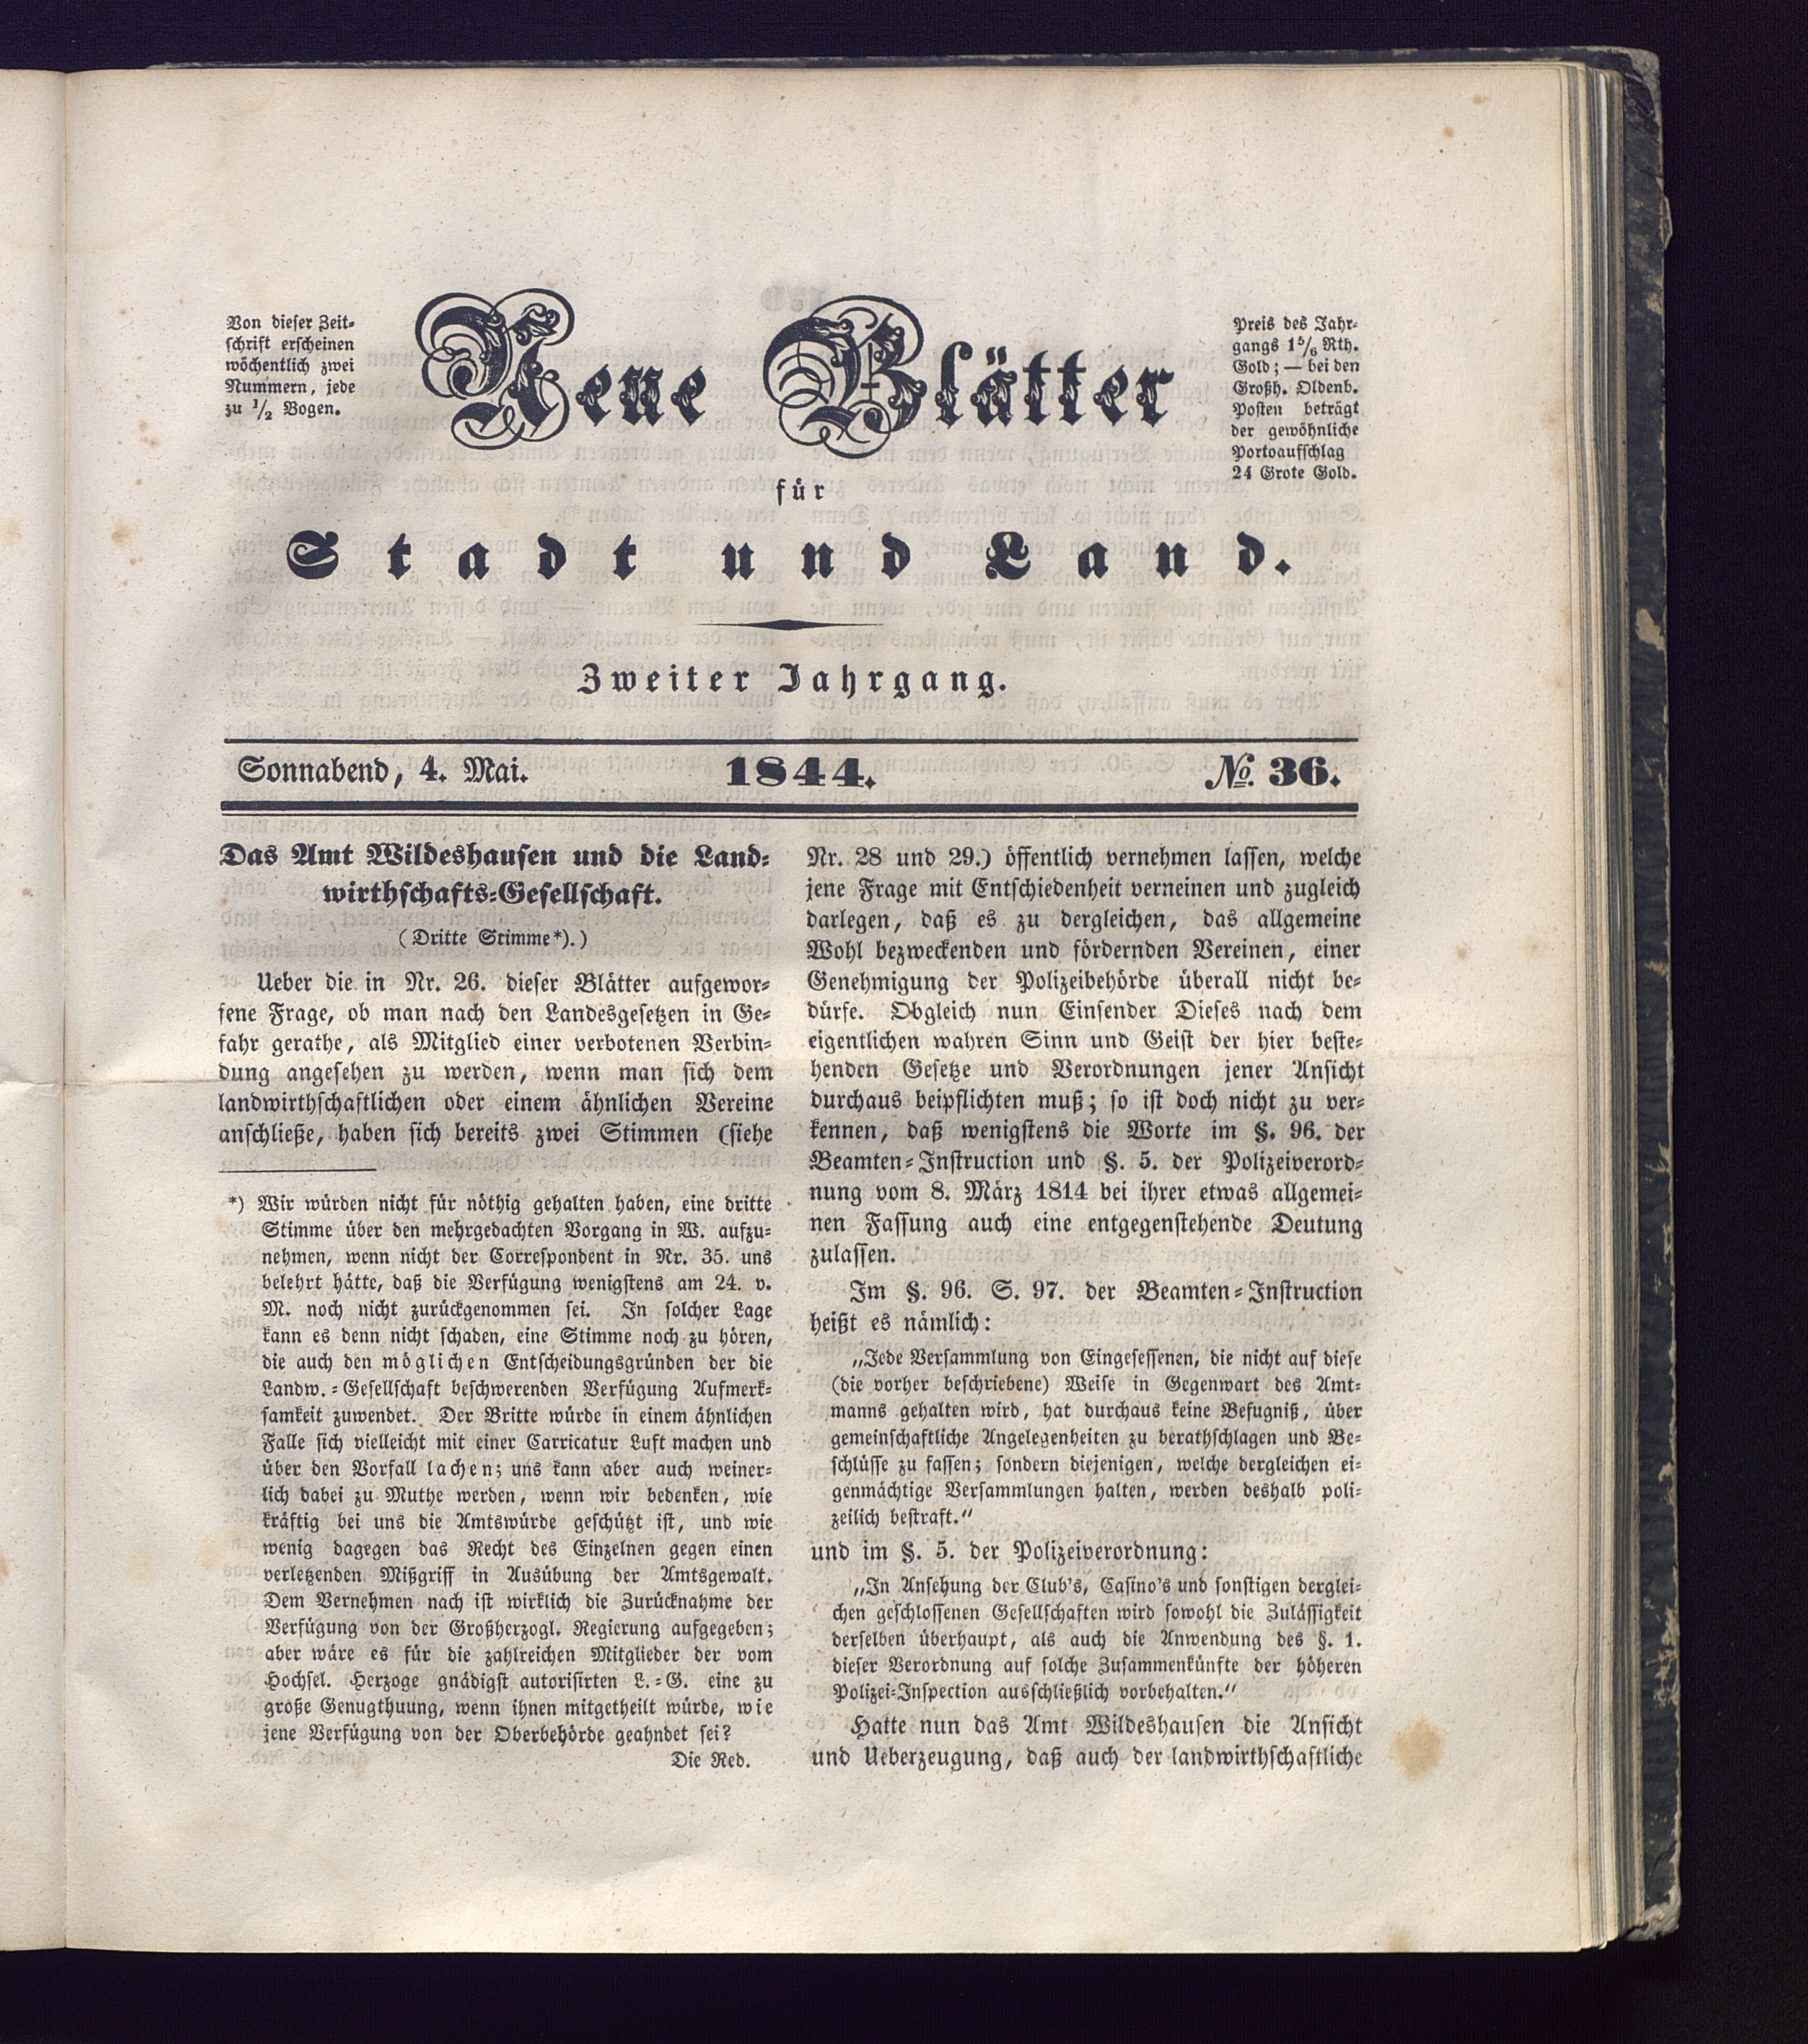 Von dieser Zeit-
schrift erscheinen
wöchentlich zwei
Nummern, jede
zu 1/2 Bogen.
Neue Blätter
für
Stadt und Land.
Preis des Jahr-
gangs 1 5/6 Rth.
Gold; — bei den
Großh. Oldenb.
Posten beträgt
der gewöhnliche
Portoaufschlag
24 Grote Gold.
Zweiter Jahrgang.
Sonnabend, 4. Mai. 1844. № 36.
Das Amt Wildeshausen und die Land-
wirthschafts-Gesellschaft.
(Dritte Stimme*).)
Ueber die in Nr. 26. dieser Blätter aufgewor-
fene Frage, ob man nach den Landesgesetzen in Ge-
fahr gerathe, als Mitglied einer verbotenen Verbin-
dung angesehen zu werden, wenn man sich dem
landwirthschaftlichen oder einem ähnlichen Vereine
anschließe, haben sich bereits zwei Stimmen (siehe
*) Wir würden nicht für nöthig gehalten haben, eine dritte
Stimme über den mehrgedachten Vorgang in W. aufzu-
nehmen, wenn nicht der Correspondent in Nr. 35. uns
belehrt hätte, daß die Verfügung wenigstens am 24. v.
M. noch nicht zurückgenommen sei. In solcher Lage
kann es denn nicht schaden, eine Stimme noch zu hören,
die auch den möglichen Entscheidungsgründen der die
Landw.-Gesellschaft beschwerenden Verfügung Aufmerk-
samkeit zuwendet. Der Britte würde in einem ähnlichen
Falle sich vielleicht mit einer Carricatur Luft machen und
über den Vorfall lachen; uns kann aber auch weiner-
lich dabei zu Muthe werden, wenn wir bedenken, wie
kräftig bei uns die Amtswürde geschützt ist, und wie
wenig dagegen das Recht des Einzelnen gegen einen
verletzenden Mißgriff in Ausübung der Amtsgewalt.
Dem Vernehmen nach ist wirklich die Zurücknahme der
Verfügung von der Großherzogl. Regierung aufgegeben;
aber wäre es für die zahlreichen Mitglieder der vom
Hochsel. Herzoge gnädigst autorisirten L.-G. eine zu
große Genugthuung, wenn ihnen mitgetheilt würde, wie
jene Verfügung von der Oberbehörde geahndet sei?
Die Red.
Nr. 28 und 29.) öffentlich vernehmen lassen, welche
jene Frage mit Entschiedenheit verneinen und zugleich
darlegen, daß es zu dergleichen, das allgemeine
Wohl bezweckenden und fördernden Vereinen, einer
Genehmigung der Polizeibehörde überall nicht be-
dürfe. Obgleich nun Einsender Dieses nach dem
eigentlichen wahren Sinn und Geist der hier beste-
henden Gesetze und Verordnungen jener Ansicht
durchaus beipflichten muß; so ist doch nicht zu ver-
kennen, daß wenigstens die Worte im §. 96. der
Beamten-Instruction und §. 5. der Polizeiverord-
nung vom 8. März 1814 bei ihrer etwas allgemei-
nen Fassung auch eine entgegenstehende Deutung
zulassen.
Im §. 96. S. 97. der Beamten-Instruction
heißt es nämlich:
„Jede Versammlung von Eingesessenen, die nicht auf diese
(die vorher beschriebene) Weise in Gegenwart des Amt-
manns gehalten wird, hat durchaus keine Befugniß, über
gemeinschaftliche Angelegenheiten zu berathschlagen und Be-
schlüsse zu fassen; sondern diejenigen, welche dergleichen ei-
genmächtige Versammlungen halten, werden deshalb poli-
zeilich bestraft.“
und im §. 5. der Polizeiverordnung:
„In Ansehung der Club's, Casino's und sonstigen derglei-
chen geschlossenen Gesellschaften wird sowohl die Zulässigkeit
derselben überhaupt, als auch die Anwendung des §. 1.
dieser Verordnung auf solche Zusammenkünfte der höheren
Polizei-Inspection ausschließlich vorbehalten.“
Hatte nun das Amt Wildeshausen die Ansicht
und Ueberzeugung, daß auch der landwirthschaftliche